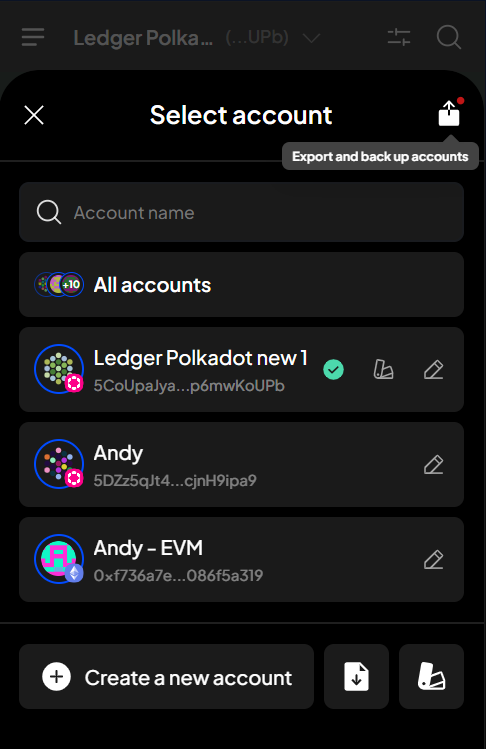 Ledger Polka... (...UPb)
Select account
Export and back up accounts
Account name
+10 All accounts
Ledger Polkadot new 1
5CoUpaJya...p6mwKoUPb
Andy
5DZz5qJt4...cjnH9ipa9
Andy - EVM
0xf736a7e...086f5a319
Create a new account